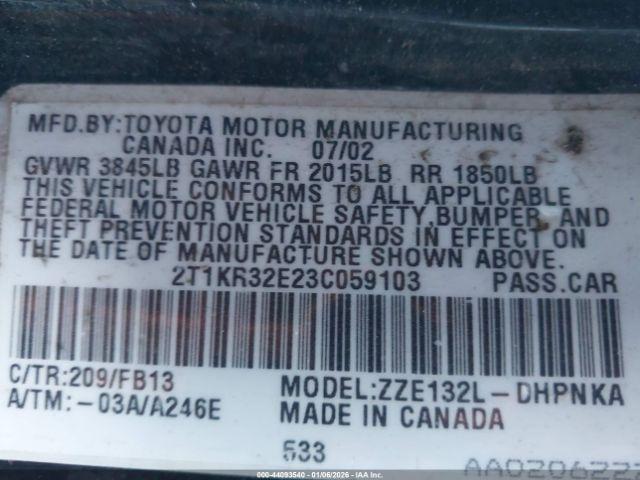 MFD.BY:TOYOTA MOTOR MANUFACTURING
CANADA INC. 07/02
GVWR 3845LB GAWR FR 2015LB RR 1850LB
THIS VEHICLE CONFORMS TO ALL APPLICABLE
FEDERAL MOTOR VEHICLE SAFETY,BUMPER, AND
THEFT PREVENTION STANDARDS IN EFFECT ON
THE DATE OF MANUFACTURE SHOWN ABOVE.
2T1KR32E23C059103 PASS.CAR
C/TR:209/FB13
A/TM:-03A/A246E
MODEL:ZZE132L-DHPNKA
MADE IN CANADA
533
000-44093540 - 01/06/2026 - IAAHQCA